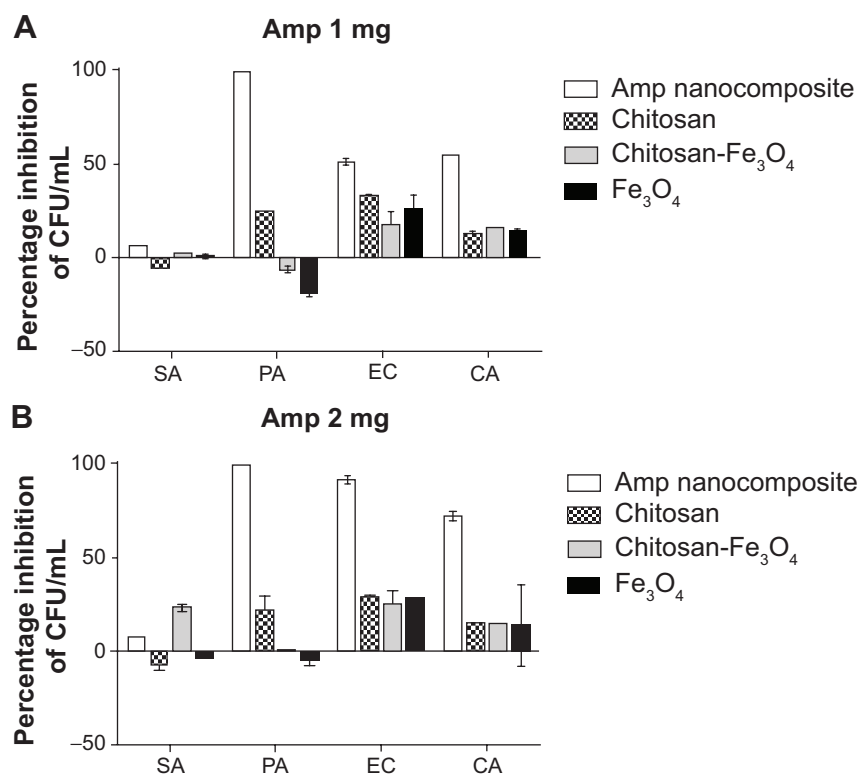 A
Amp 1 mg
Percentage inhibition
of CFU/mL
100
50
0
–50
SA
PA
EC
CA
Amp nanocomposite
Chitosan
Chitosan-Fe₃O₄
Fe₃O₄
B
Amp 2 mg
Percentage inhibition
of CFU/mL
100
50
0
–50
SA
PA
EC
CA
Amp nanocomposite
Chitosan
Chitosan-Fe₃O₄
Fe₃O₄